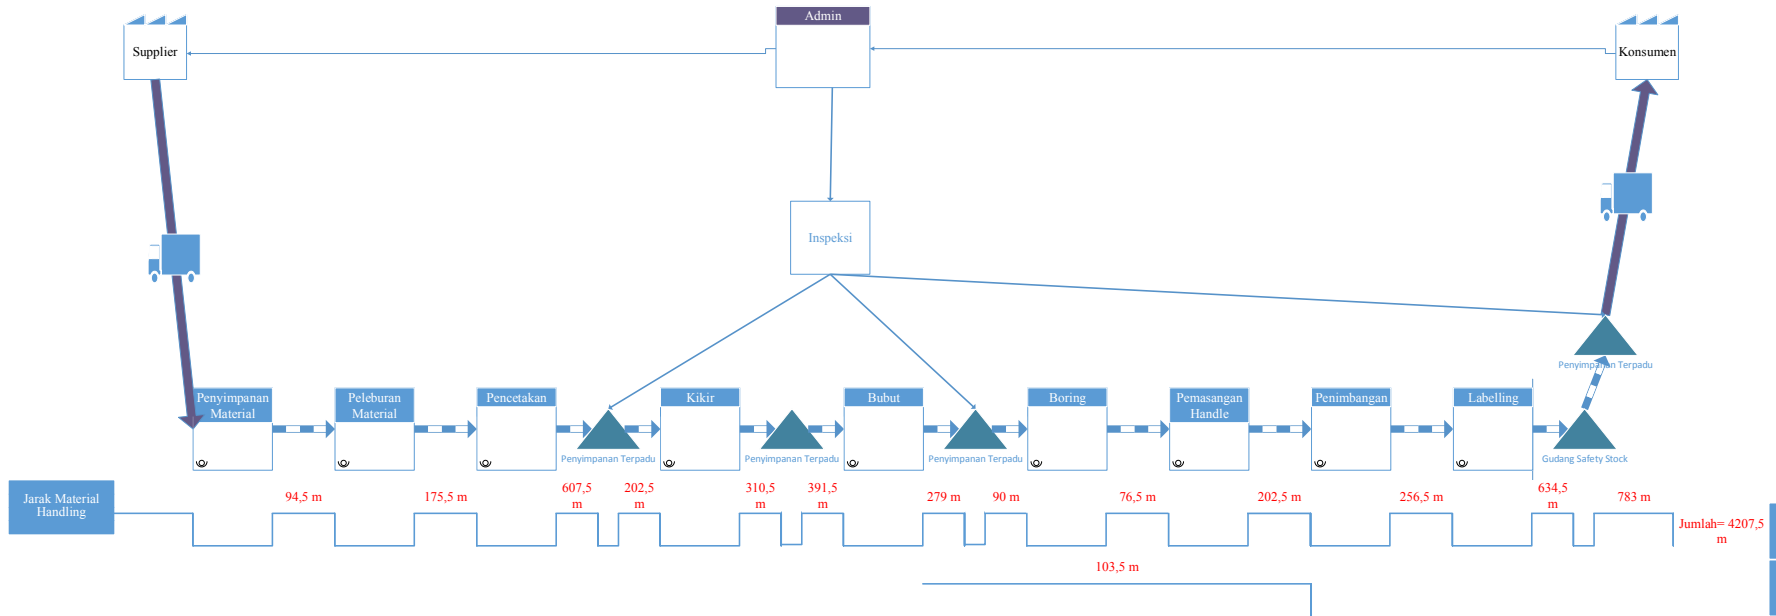 Admin
Supplier
Konsumen
Inspeksi
Penyimpanan Terpadu
Penyimpanan
Material
Peleburan
Material
Pencetakan
Kikir
Bubut
Boring
Pemasangan
Handle
Penimbangan
Labelling
Penyimpanan Terpadu
Penyimpanan Terpadu
Penyimpanan Terpadu
Gudang Safety Stock
Jarak Material
Handling
94,5 m
175,5 m
607,5
m
202,5
m
310,5
m
391,5
m
279 m
90 m
76,5 m
202,5 m
256,5 m
634,5
m
783 m
Jumlah= 4207,5
m
103,5 m